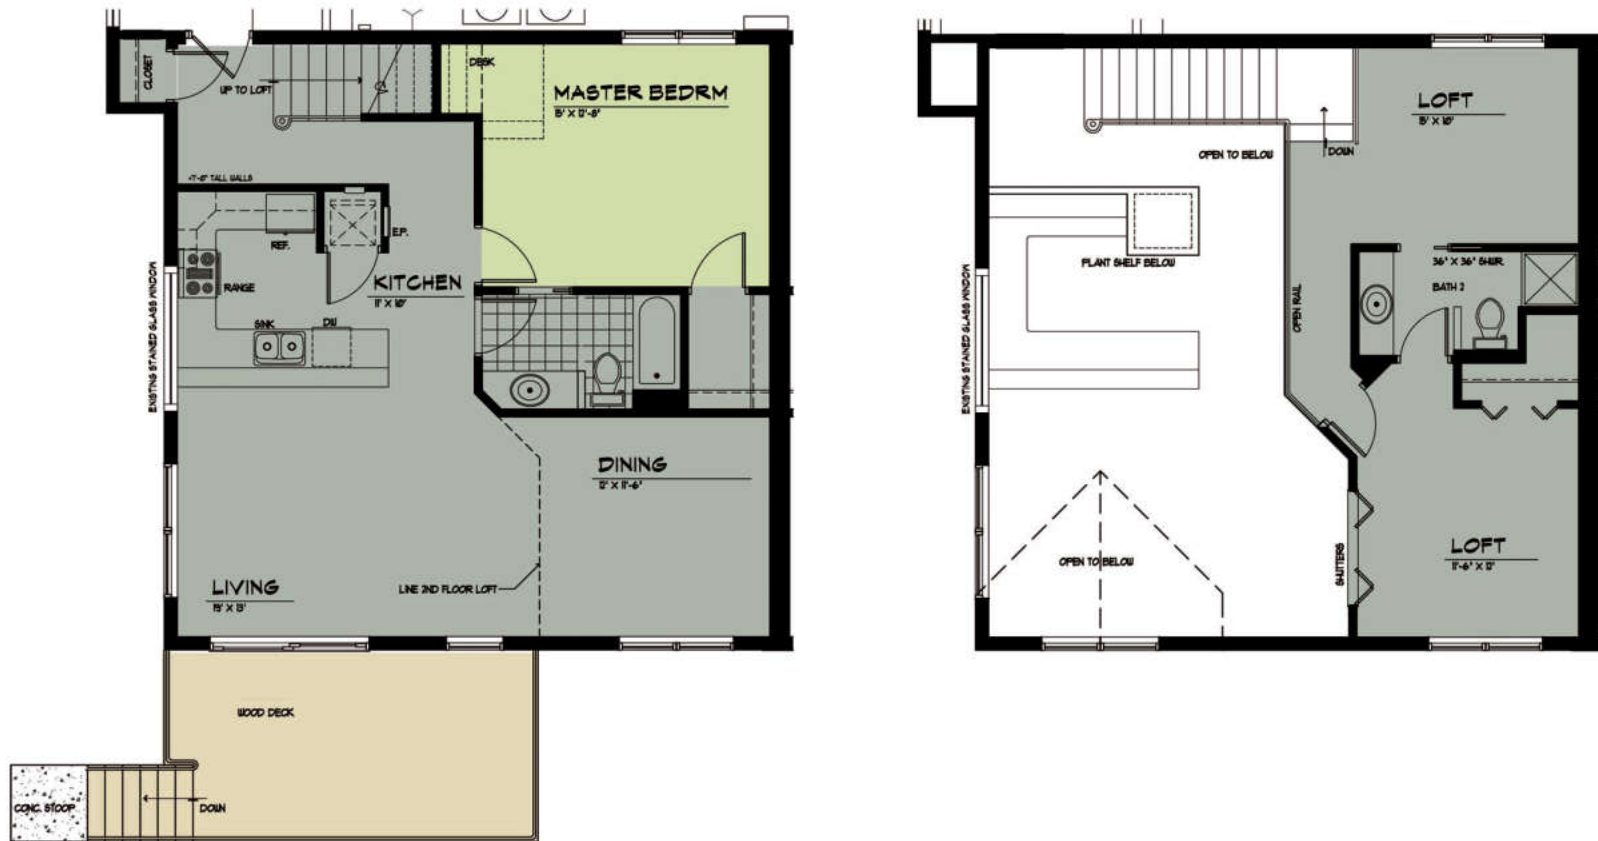 CLOSET
UP TO LOFT
DESK
MASTER BEDRM
15' X 12'-8"
+7'-0" TALL WALLS
REF.
E.P.
RANGE
KITCHEN
11' X 10'
SINK
DW
EXISTING STAINED GLASS WINDOW
DINING
12' X 11'-6"
LIVING
15' X 13'
LINE 2ND FLOOR LOFT
WOOD DECK
CONC. STOOP
DOWN
LOFT
15' X 10'
OPEN TO BELOW
DOWN
PLANT SHELF BELOW
36" X 36" SHWR.
BATH 2
OPEN RAIL
EXISTING STAINED GLASS WINDOW
OPEN TO BELOW
SHUTTERS
LOFT
11'-6" X 12'